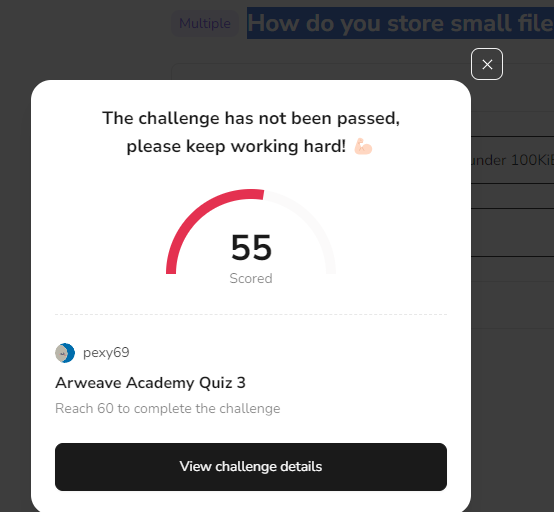 Multiple How do you store small file
The challenge has not been passed,
please keep working hard! 💪🏻
under 100KiB
55
Scored
pexy69
Arweave Academy Quiz 3
Reach 60 to complete the challenge
View challenge details